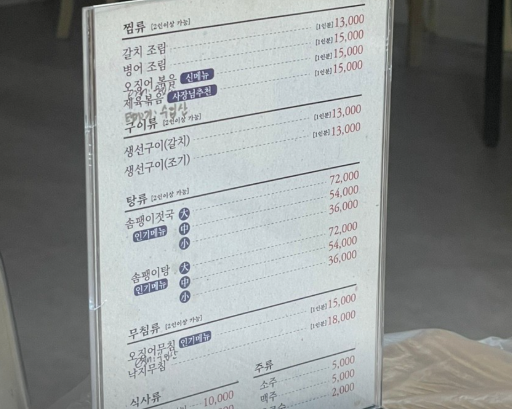 찜류 [2인이상 가능]
갈치 조림 [1인분] 13,000
병어 조림 [1인분] 15,000
오징어 볶음 신메뉴 [1인분] 15,000
제육볶음 사장님추천 [1인분] 15,000
구이류 [2인이상 가능]
생선구이(갈치) [1인분] 13,000
생선구이(조기) [1인분] 13,000
탕류 [2인이상 가능]
솜팽이젓국 大 72,000
인기메뉴 中 54,000
小 36,000
솜팽이탕 大 72,000
인기메뉴 中 54,000
小 36,000
무침류 [2인이상 가능]
오징어무침 인기메뉴 [1인분] 15,000
낙지무침 [1인분] 18,000
식사류
10,000
주류
소주 5,000
맥주 5,000
2,000